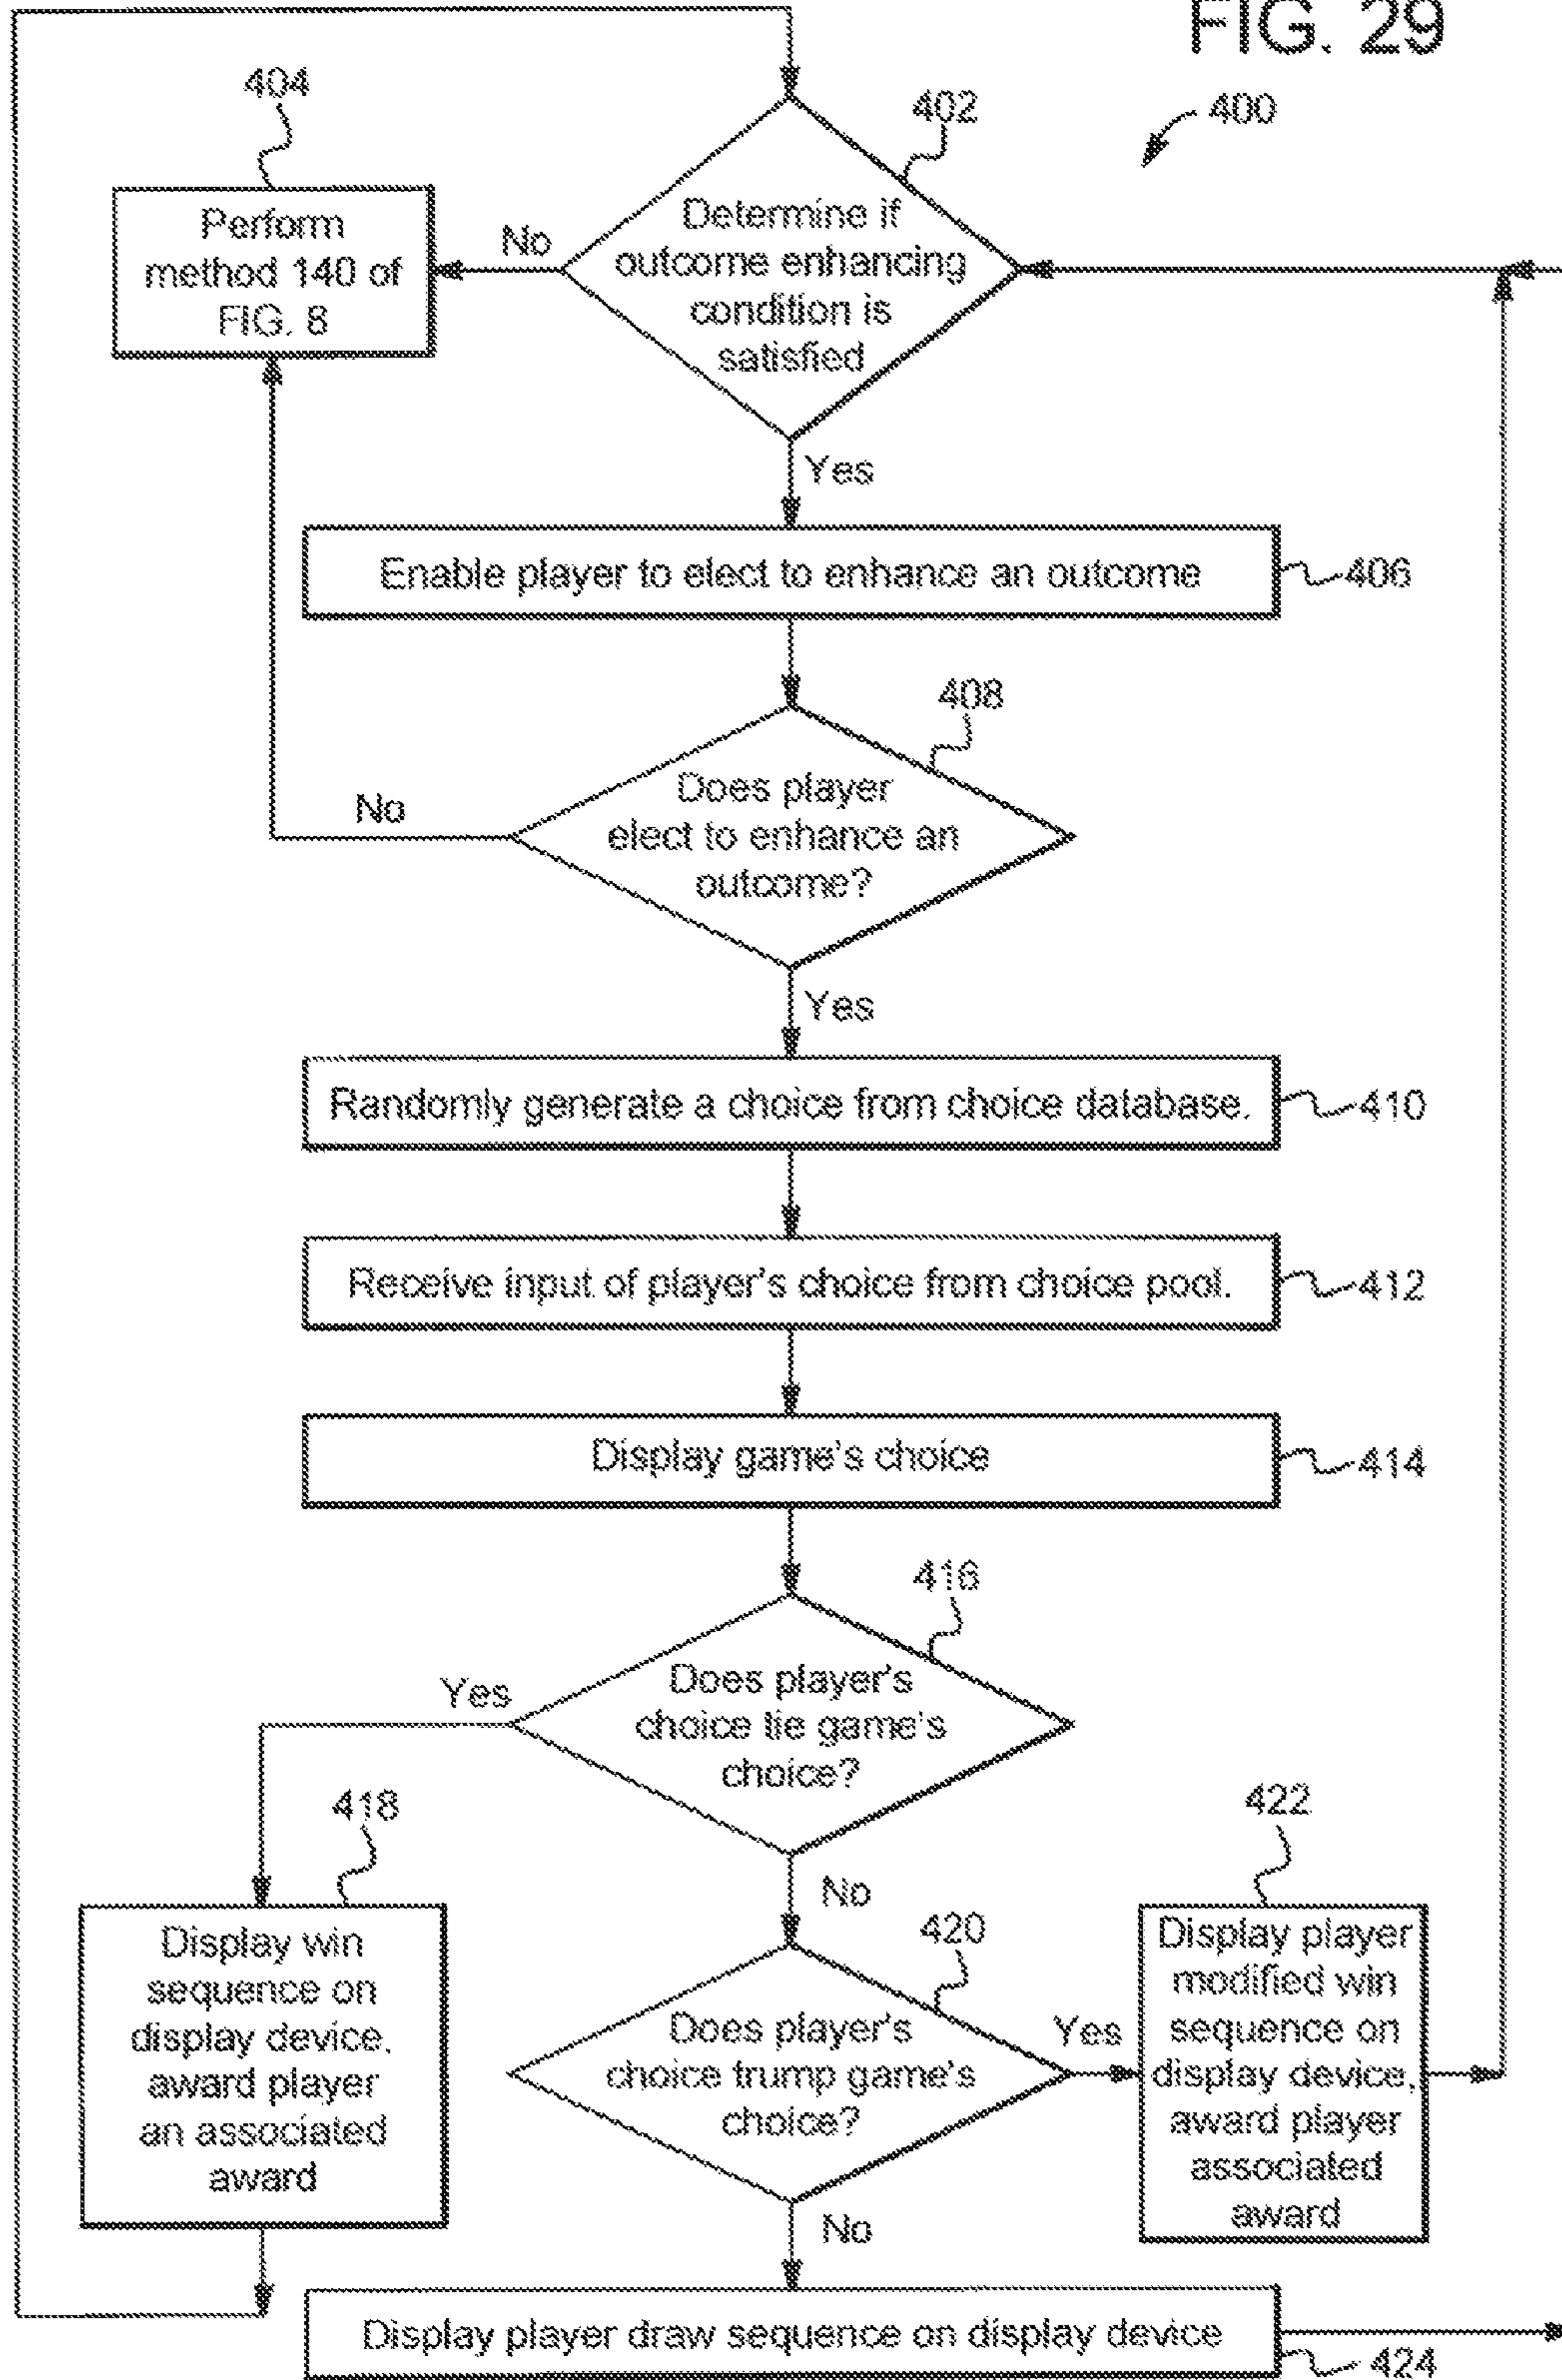 FIG. 29
404
402
400
Perform
method 140 of
FIG. 8
No
Determine if
outcome enhancing
condition is
satisfied
Yes
Enable player to elect to enhance an outcome
406
408
No
Does player
elect to enhance an
outcome?
Yes
Randomly generate a choice from choice database.
410
Receive input of player's choice from choice pool.
412
Display game's choice
414
416
Yes
Does player's
choice tie game's
choice?
418
422
No
420
Display win
sequence on
display device,
award player
an associated
award
Does player's
choice trump game's
choice?
Yes
Display player
modified win
sequence on
display device,
award player
associated
award
No
Display player draw sequence on display device
424